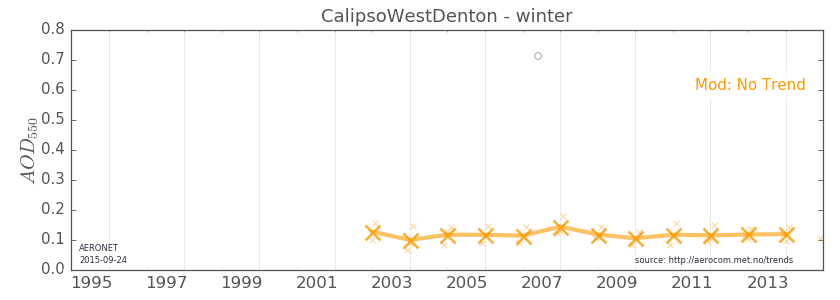 CalipsoWestDenton - winter
0.8
0.7
0.6
0.5
0.4
0.3
0.2
0.1
0.0
AOD550
Mod: No Trend
AERONET
2015-09-24
source: http://aerocom.met.no/trends
1995 1997 1999 2001 2003 2005 2007 2009 2011 2013